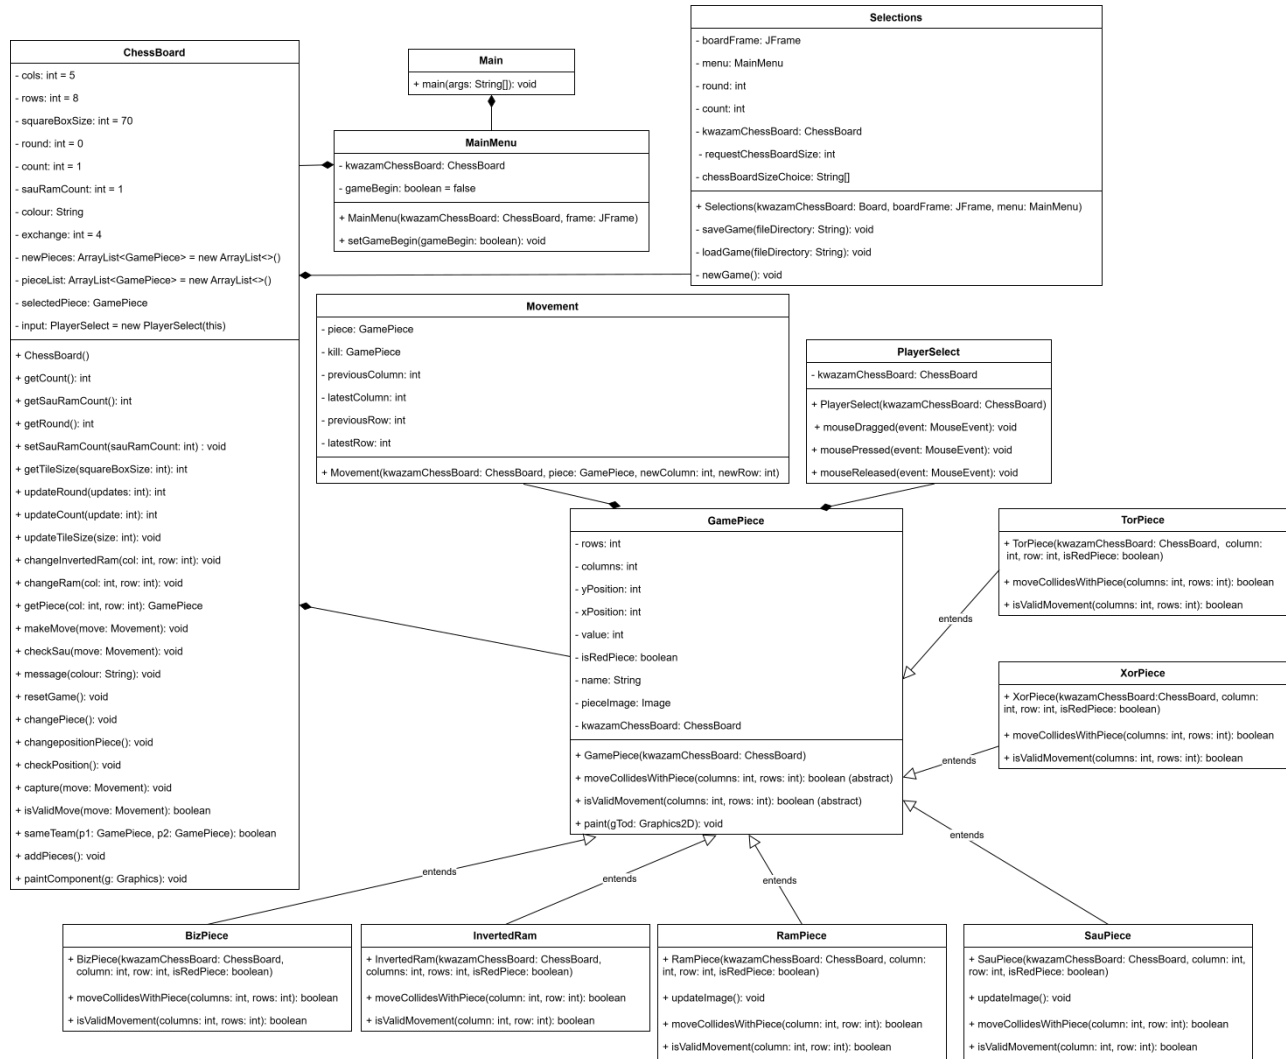 ChessBoard
- cols: int = 5
- rows: int = 8
- squareBoxSize: int = 70
- round: int = 0
- count: int = 1
- sauRamCount: int = 1
- colour: String
- exchange: int = 4
- newPieces: ArrayList<GamePiece> = new ArrayList<>()
- pieceList: ArrayList<GamePiece> = new ArrayList<>()
- selectedPiece: GamePiece
- input: PlayerSelect = new PlayerSelect(this)
+ ChessBoard()
+ getCount(): int
+ getSauRamCount(): int
+ getRound(): int
+ setSauRamCount(sauRamCount: int) : void
+ getTileSize(squareBoxSize: int): int
+ updateRound(updates: int): int
+ updateCount(update: int): int
+ updateTileSize(size: int): void
+ changeInvertedRam(col: int, row: int): void
+ changeRam(col: int, row: int): void
+ getPiece(col: int, row: int): GamePiece
+ makeMove(move: Movement): void
+ checkSau(move: Movement): void
+ message(colour: String): void
+ resetGame(): void
+ changePiece(): void
+ changepositionPiece(): void
+ checkPosition(): void
+ capture(move: Movement): void
+ isValidMove(move: Movement): boolean
+ sameTeam(p1: GamePiece, p2: GamePiece): boolean
+ addPieces(): void
+ paintComponent(g: Graphics): void
Main
+ main(args: String[]): void
MainMenu
- kwazamChessBoard: ChessBoard
- gameBegin: boolean = false
+ MainMenu(kwazamChessBoard: ChessBoard, frame: JFrame)
+ setGameBegin(gameBegin: boolean): void
Selections
- boardFrame: JFrame
- menu: MainMenu
- round: int
- count: int
- kwazamChessBoard: ChessBoard
- requestChessBoardSize: int
- chessBoardSizeChoice: String[]
+ Selections(kwazamChessBoard: Board, boardFrame: JFrame, menu: MainMenu)
- saveGame(fileDirectory: String): void
- loadGame(fileDirectory: String): void
- newGame(): void
Movement
- piece: GamePiece
- kill: GamePiece
- previousColumn: int
- latestColumn: int
- previousRow: int
- latestRow: int
+ Movement(kwazamChessBoard: ChessBoard, piece: GamePiece, newColumn: int, newRow: int)
PlayerSelect
- kwazamChessBoard: ChessBoard
+ PlayerSelect(kwazamChessBoard: ChessBoard)
+ mouseDragged(event: MouseEvent): void
+ mousePressed(event: MouseEvent): void
+ mouseReleased(event: MouseEvent): void
GamePiece
- rows: int
- columns: int
- yPosition: int
- xPosition: int
- value: int
- isRedPiece: boolean
- name: String
- pieceImage: Image
- kwazamChessBoard: ChessBoard
+ GamePiece(kwazamChessBoard: ChessBoard)
+ moveCollidesWithPiece(columns: int, rows: int): boolean (abstract)
+ isValidMovement(columns: int, rows: int): boolean (abstract)
+ paint(gTod: Graphics2D): void
TorPiece
+ TorPiece(kwazamChessBoard: ChessBoard, column:
int, row: int, isRedPiece: boolean)
+ moveCollidesWithPiece(columns: int, rows: int): boolean
+ isValidMovement(columns: int, rows: int): boolean
entends
XorPiece
+ XorPiece(kwazamChessBoard:ChessBoard, column:
int, row: int, isRedPiece: boolean)
+ moveCollidesWithPiece(columns: int, rows: int): boolean
+ isValidMovement(columns: int, rows: int): boolean
entends
entends
entends
entends
entends
BizPiece
+ BizPiece(kwazamChessBoard: ChessBoard,
column: int, row: int, isRedPiece: boolean)
+ moveCollidesWithPiece(columns: int, rows: int): boolean
+ isValidMovement(columns: int, rows: int): boolean
InvertedRam
+ InvertedRam(kwazamChessBoard: ChessBoard,
columns: int, rows: int, isRedPiece: boolean)
+ moveCollidesWithPiece(column: int, row: int): boolean
+ isValidMovement(column: int, row: int): boolean
RamPiece
+ RamPiece(kwazamChessBoard: ChessBoard, column:
int, row: int, isRedPiece: boolean)
+ updateImage(): void
+ moveCollidesWithPiece(column: int, row: int): boolean
+ isValidMovement(column: int, row: int): boolean
SauPiece
+ SauPiece(kwazamChessBoard: ChessBoard, column: int,
row: int, isRedPiece: boolean)
+ updateImage(): void
+ moveCollidesWithPiece(column: int, row: int): boolean
+ isValidMovement(column: int, row: int): boolean